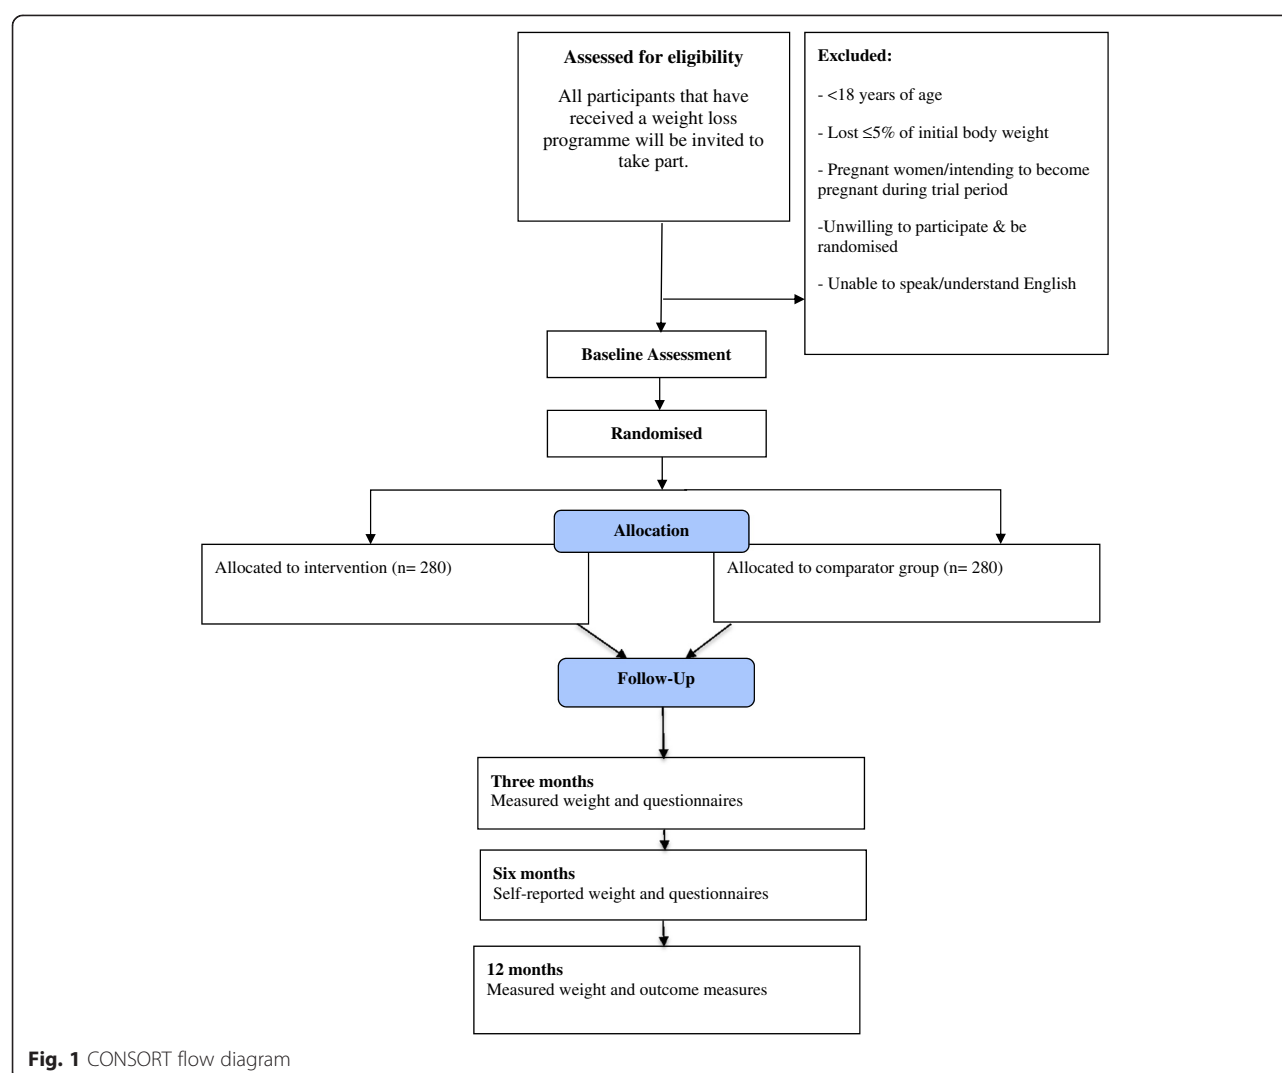 Assessed for eligibility
All participants that have
received a weight loss
programme will be invited to
take part.
Excluded:
- <18 years of age
- Lost ≤5% of initial body weight
- Pregnant women/intending to become
pregnant during trial period
-Unwilling to participate & be
randomised
- Unable to speak/understand English
Baseline Assessment
Randomised
Allocation
Allocated to intervention (n= 280)
Allocated to comparator group (n= 280)
Follow-Up
Three months
Measured weight and questionnaires
Six months
Self-reported weight and questionnaires
12 months
Measured weight and outcome measures
Fig. 1 CONSORT flow diagram